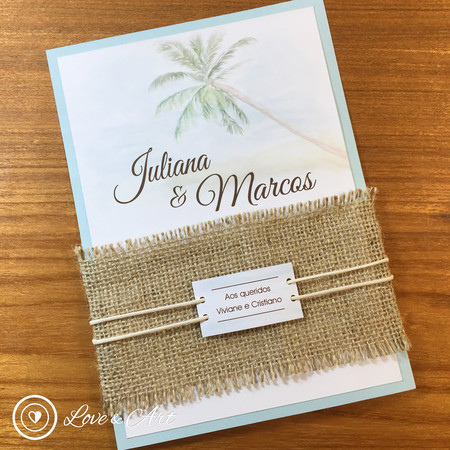 Juliana
& Marcos
Aos queridos
Viviane e Cristiano
Love & Art